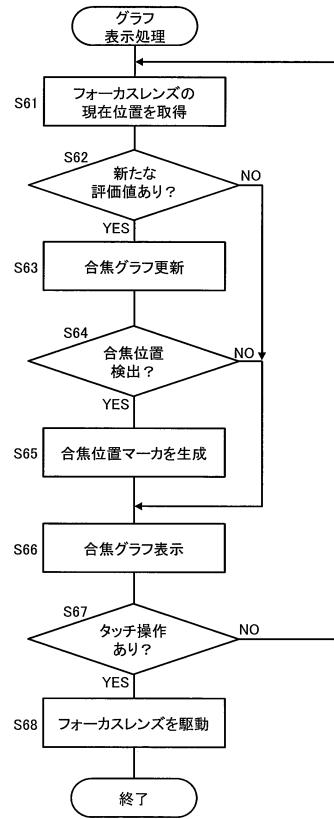 グラフ
表示処理
S61
フォーカスレンズの
現在位置を取得
S62
新たな
評価値あり？
NO
YES
S63
合焦グラフ更新
S64
合焦位置
検出？
NO
YES
S65
合焦位置マーカを生成
S66
合焦グラフ表示
S67
タッチ操作
あり？
NO
YES
S68
フォーカスレンズを駆動
終了